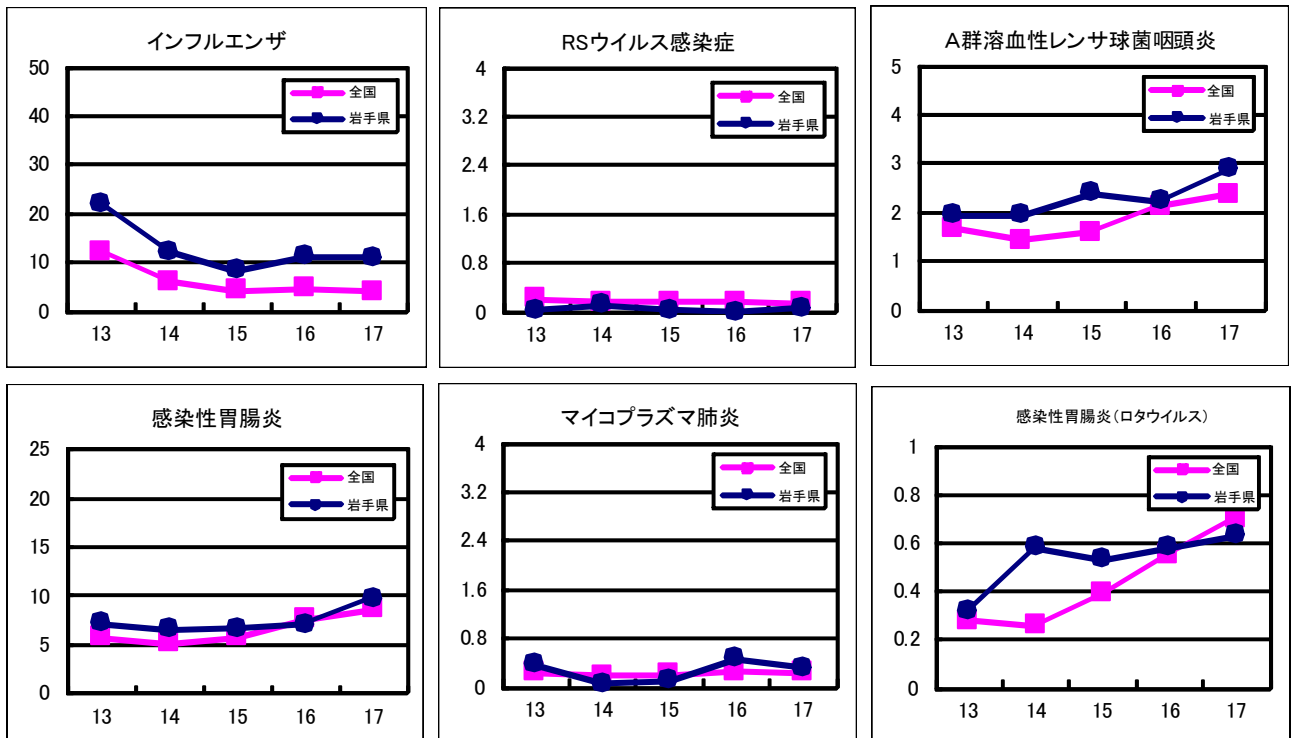 インフルエンザ
50
40
30
20
10
0
全国
岩手県
13 14 15 16 17
RSウイルス感染症
4
3.2
2.4
1.6
0.8
0
全国
岩手県
13 14 15 16 17
A群溶血性レンサ球菌咽頭炎
5
4
3
2
1
0
全国
岩手県
13 14 15 16 17
感染性胃腸炎
25
20
15
10
5
0
全国
岩手県
13 14 15 16 17
マイコプラズマ肺炎
4
3.2
2.4
1.6
0.8
0
全国
岩手県
13 14 15 16 17
感染性胃腸炎(ロタウイルス)
1
0.8
0.6
0.4
0.2
0
全国
岩手県
13 14 15 16 17